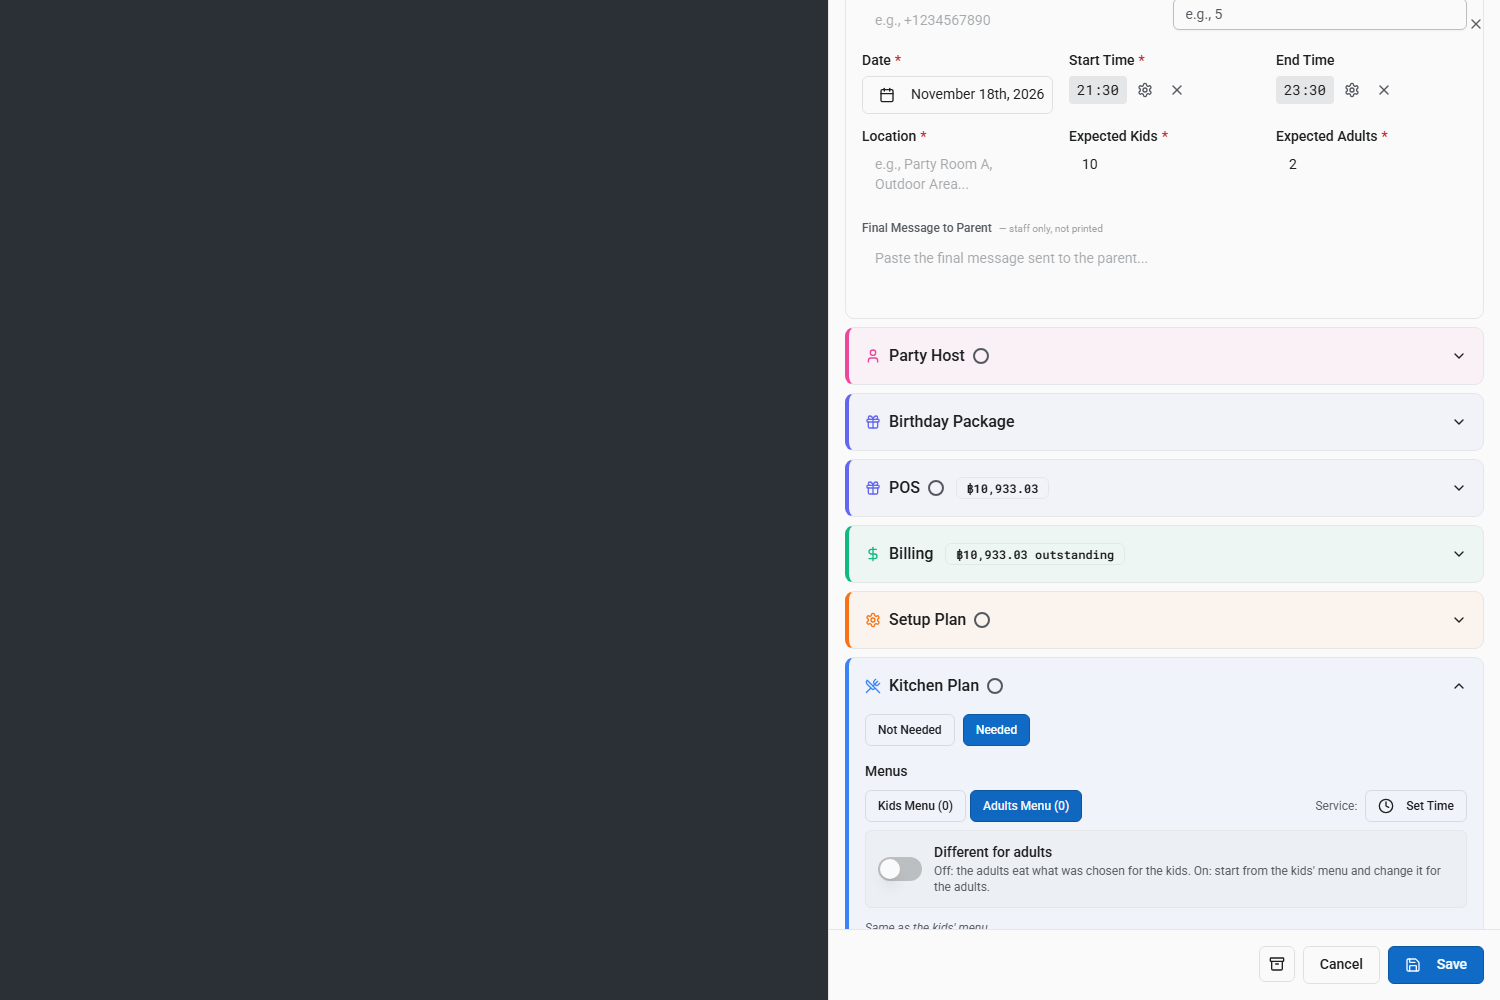 e.g., +1234567890
e.g., 5
Date *
Start Time *
End Time
November 18th, 2026
21:30
23:30
Location *
Expected Kids *
Expected Adults *
e.g., Party Room A,
Outdoor Area...
10
2
Final Message to Parent — staff only, not printed
Paste the final message sent to the parent...
Party Host
Birthday Package
POS ฿10,933.03
Billing ฿10,933.03 outstanding
Setup Plan
Kitchen Plan
Not Needed
Needed
Menus
Kids Menu (0)
Adults Menu (0)
Service:
Set Time
Different for adults
Off: the adults eat what was chosen for the kids. On: start from the kids' menu and change it for
the adults.
Same as the kids' menu
Cancel
Save